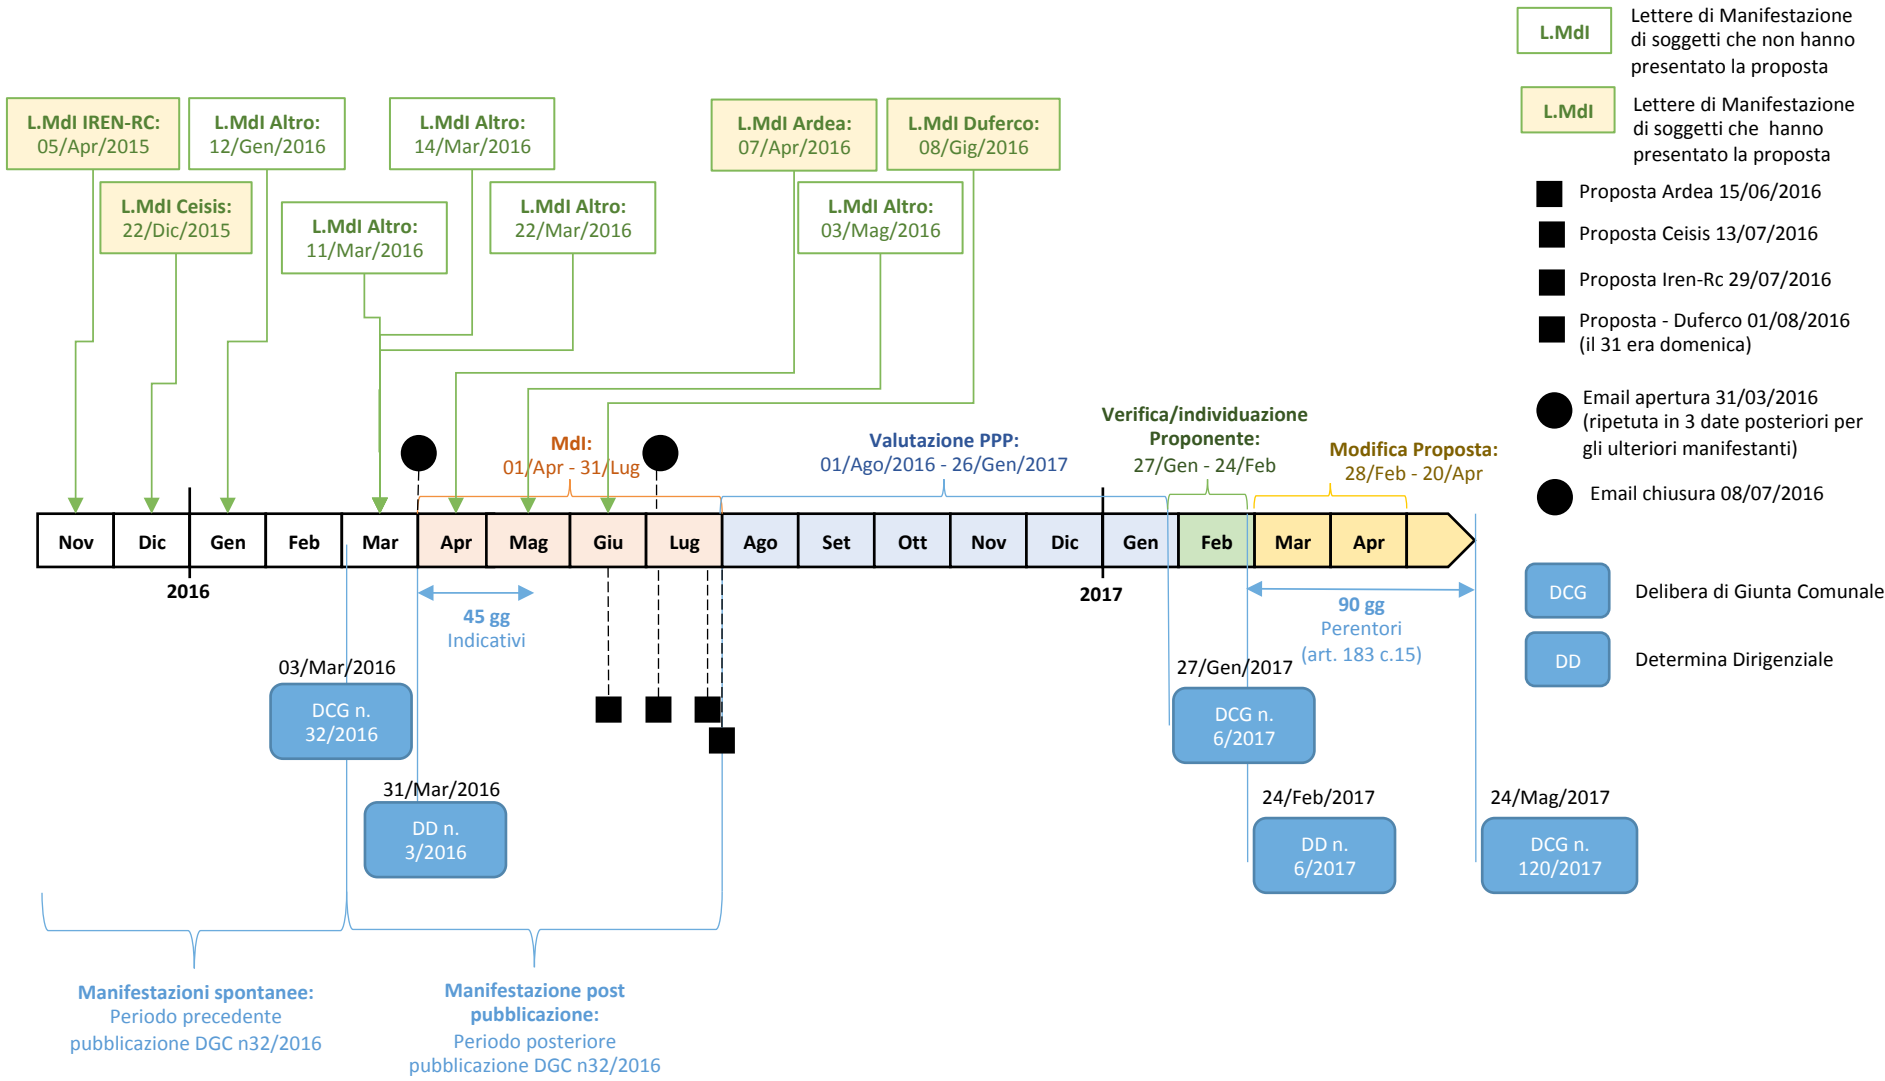 L.MdI
Lettere di Manifestazione
di soggetti che non hanno
presentato la proposta
L.MdI
Lettere di Manifestazione
di soggetti che hanno
presentato la proposta
Proposta Ardea 15/06/2016
Proposta Ceisis 13/07/2016
Proposta Iren-Rc 29/07/2016
Proposta - Duferco 01/08/2016
(il 31 era domenica)
Email apertura 31/03/2016
(ripetuta in 3 date posteriori per
gli ulteriori manifestanti)
Email chiusura 08/07/2016
DCG
Delibera di Giunta Comunale
DD
Determina Dirigenziale
L.MdI IREN-RC:
05/Apr/2015
L.MdI Altro:
12/Gen/2016
L.MdI Altro:
14/Mar/2016
L.MdI Ardea:
07/Apr/2016
L.MdI Duferco:
08/Gig/2016
L.MdI Ceisis:
22/Dic/2015
L.MdI Altro:
11/Mar/2016
L.MdI Altro:
22/Mar/2016
L.MdI Altro:
03/Mag/2016
MdI:
01/Apr - 31/Lug
Valutazione PPP:
01/Ago/2016 - 26/Gen/2017
Verifica/individuazione
Proponente:
27/Gen - 24/Feb
Modifica Proposta:
28/Feb - 20/Apr
Nov
Dic
Gen
Feb
Mar
Apr
Mag
Giu
Lug
Ago
Set
Ott
Nov
Dic
Gen
Feb
Mar
Apr
2016
2017
45 gg
Indicativi
90 gg
Perentori
(art. 183 c.15)
03/Mar/2016
DCG n.
32/2016
31/Mar/2016
DD n.
3/2016
27/Gen/2017
DCG n.
6/2017
24/Feb/2017
DD n.
6/2017
24/Mag/2017
DCG n.
120/2017
Manifestazioni spontanee:
Periodo precedente
pubblicazione DGC n32/2016
Manifestazione post
pubblicazione:
Periodo posteriore
pubblicazione DGC n32/2016